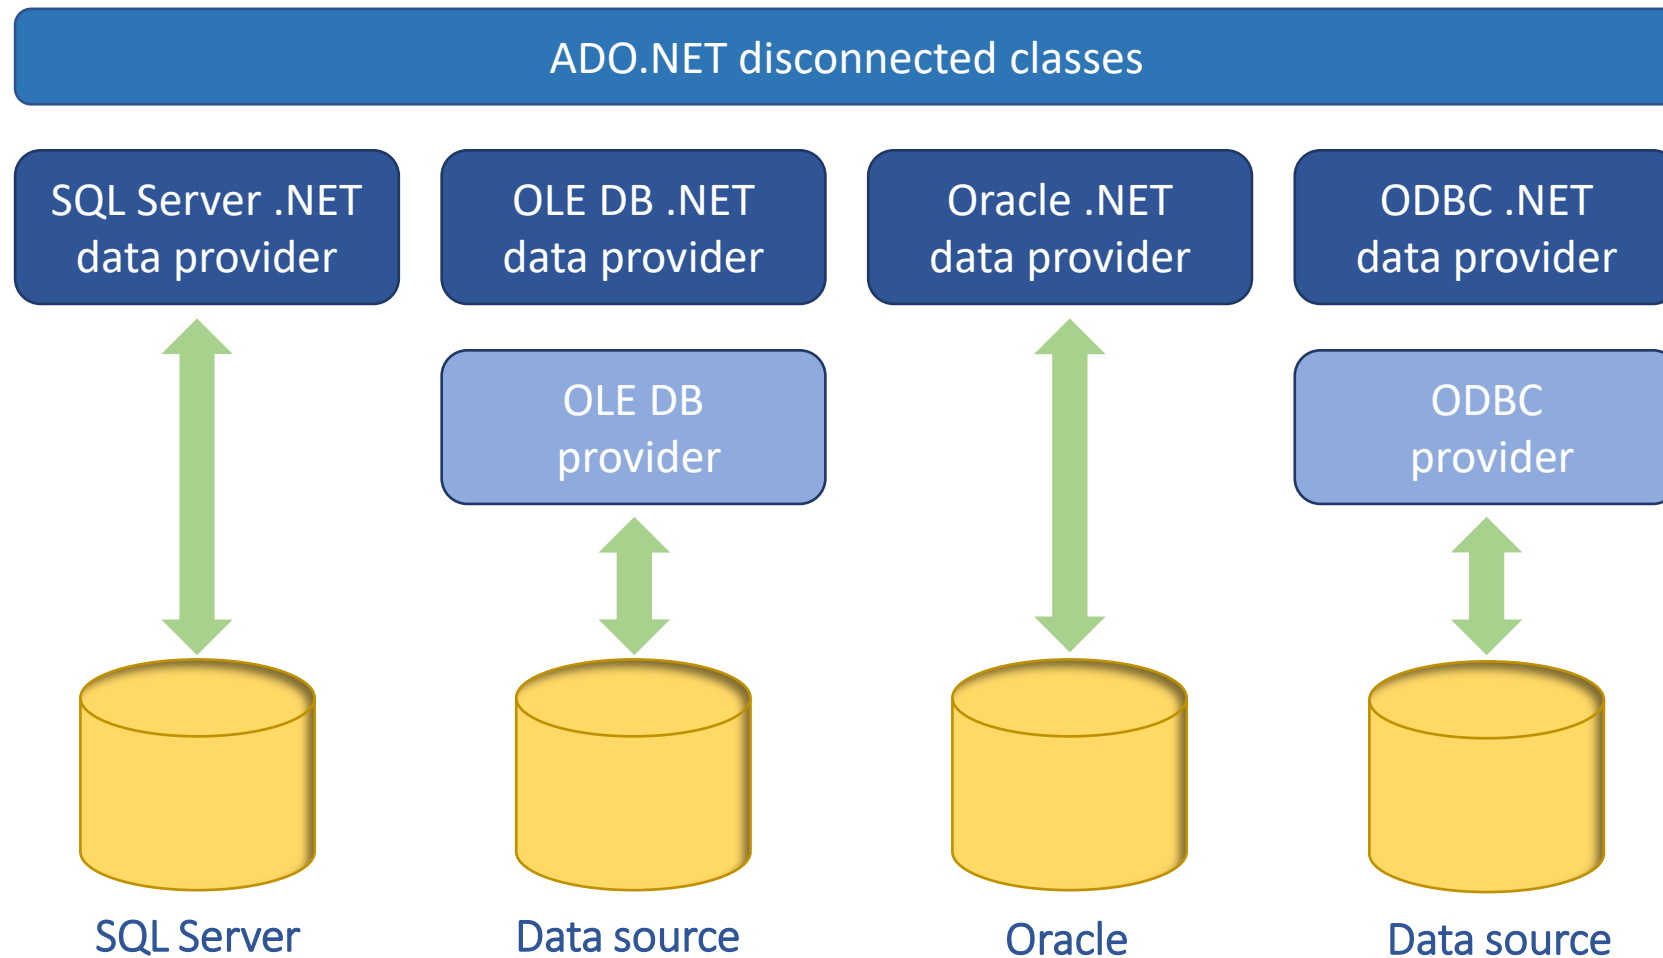 ADO.NET disconnected classes
SQL Server .NET
data provider
OLE DB .NET
data provider
Oracle .NET
data provider
ODBC .NET
data provider
OLE DB
provider
ODBC
provider
SQL Server
Data source
Oracle
Data source